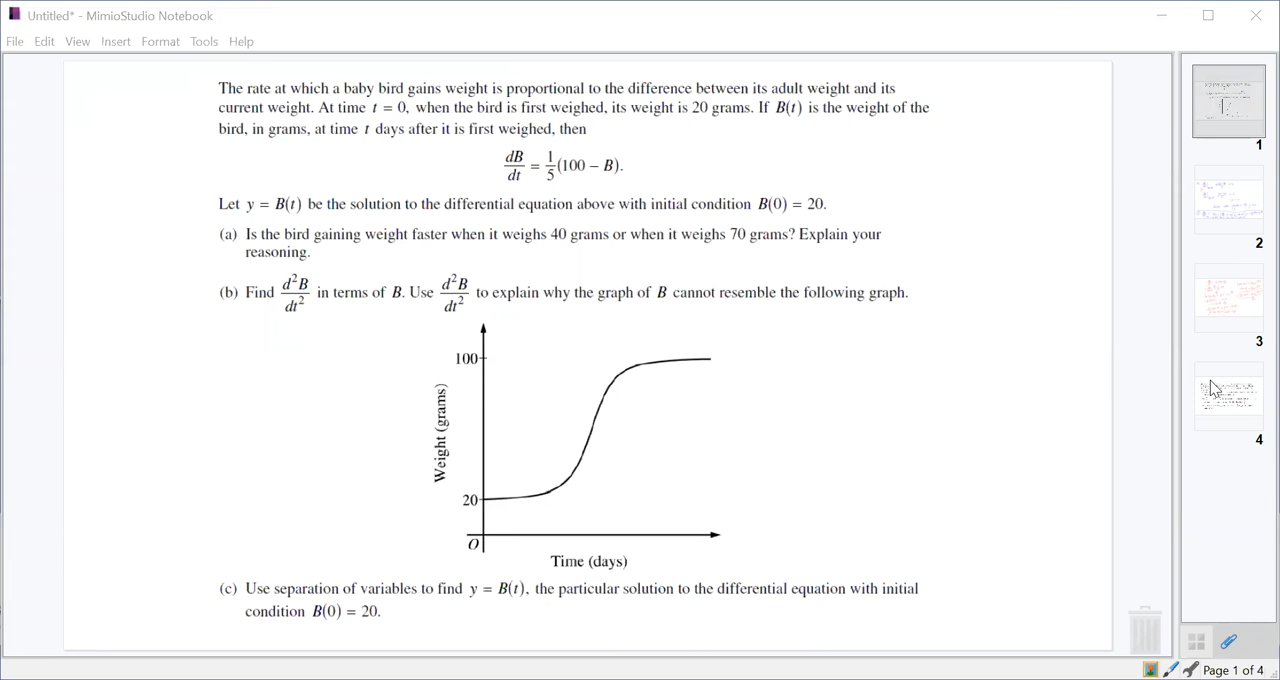 Untitled* - MimioStudio Notebook
File Edit View Insert Format Tools Help
The rate at which a baby bird gains weight is proportional to the difference between its adult weight and its
current weight. At time t = 0, when the bird is first weighed, its weight is 20 grams. If B(t) is the weight of the
bird, in grams, at time t days after it is first weighed, then
dB/dt = 1/5(100 − B).
Let y = B(t) be the solution to the differential equation above with initial condition B(0) = 20.
(a) Is the bird gaining weight faster when it weighs 40 grams or when it weighs 70 grams? Explain your
reasoning.
(b) Find d²B/dt² in terms of B. Use d²B/dt² to explain why the graph of B cannot resemble the following graph.
100
Weight (grams)
20
O
Time (days)
(c) Use separation of variables to find y = B(t), the particular solution to the differential equation with initial
condition B(0) = 20.
1
2
3
4
Page 1 of 4